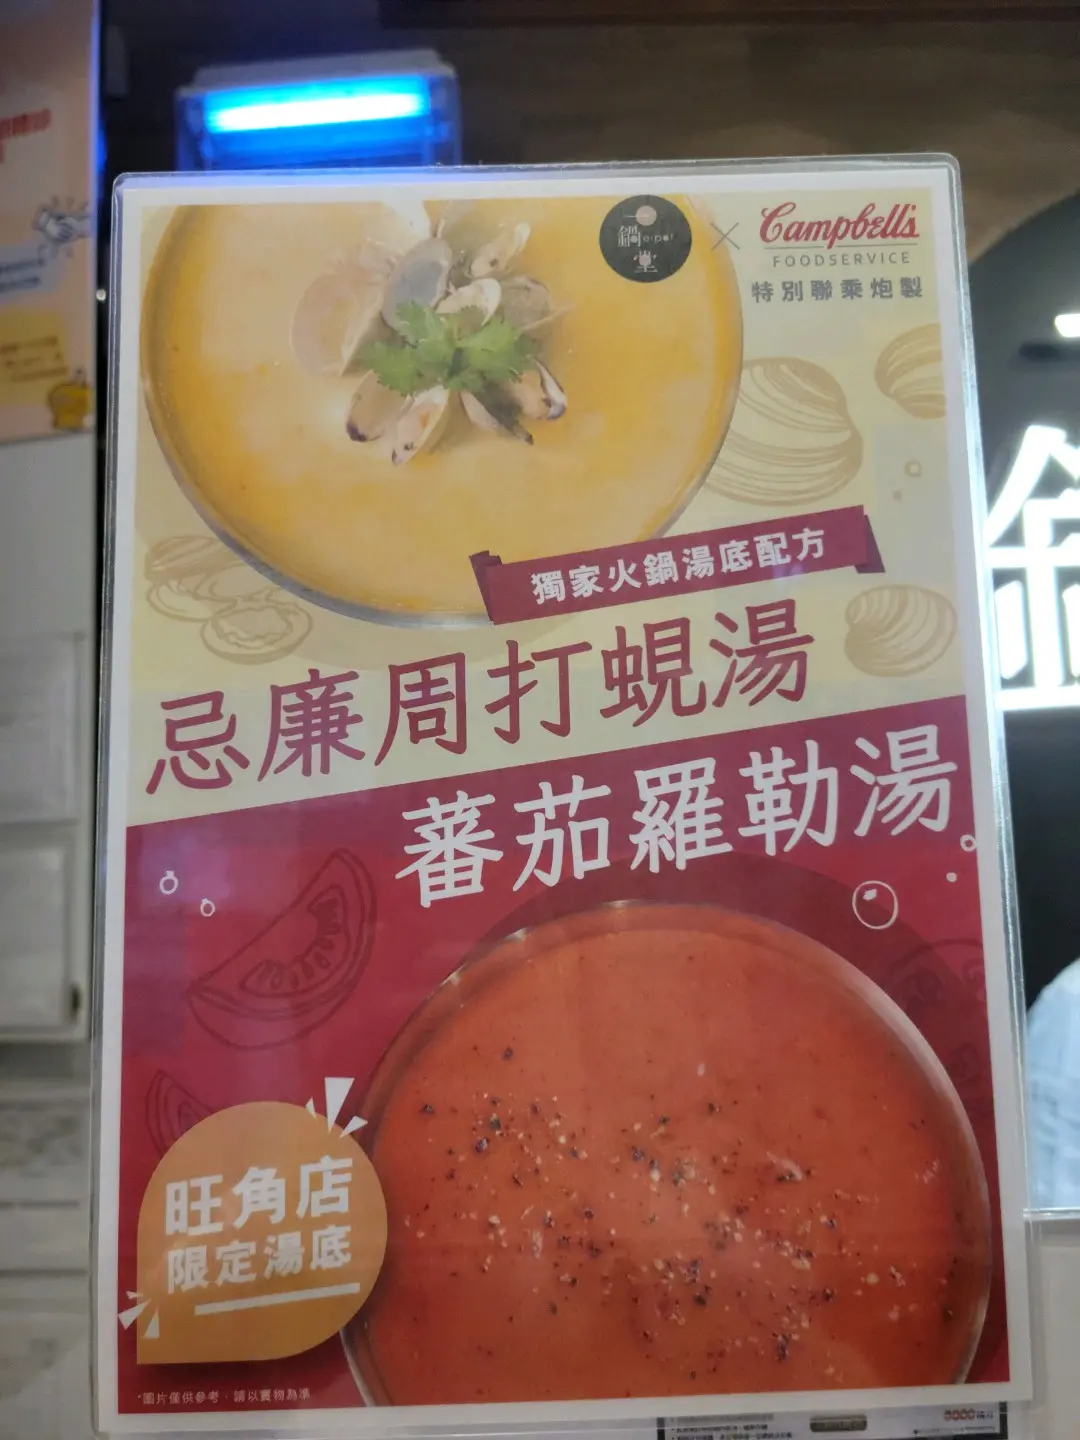 一鍋堂
×
Campbell's
FOODSERVICE
特別聯乘炮製
獨家火鍋湯底配方
忌廉周打蜆湯
蕃茄羅勒湯
旺角店
限定湯底
*圖片僅供參考，請以實物為準